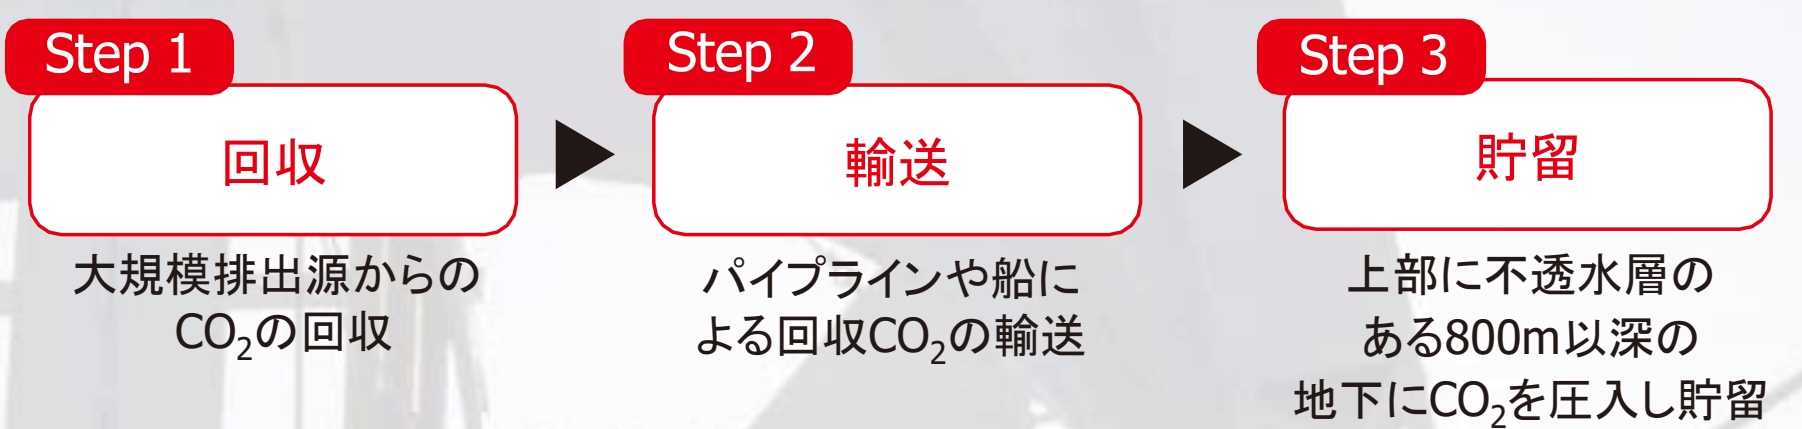 Step 1
回収
大規模排出源からの
CO₂の回収
Step 2
輸送
パイプラインや船に
よる回収CO₂の輸送
Step 3
貯留
上部に不透水層の
ある800m以深の
地下にCO₂を圧入し貯留